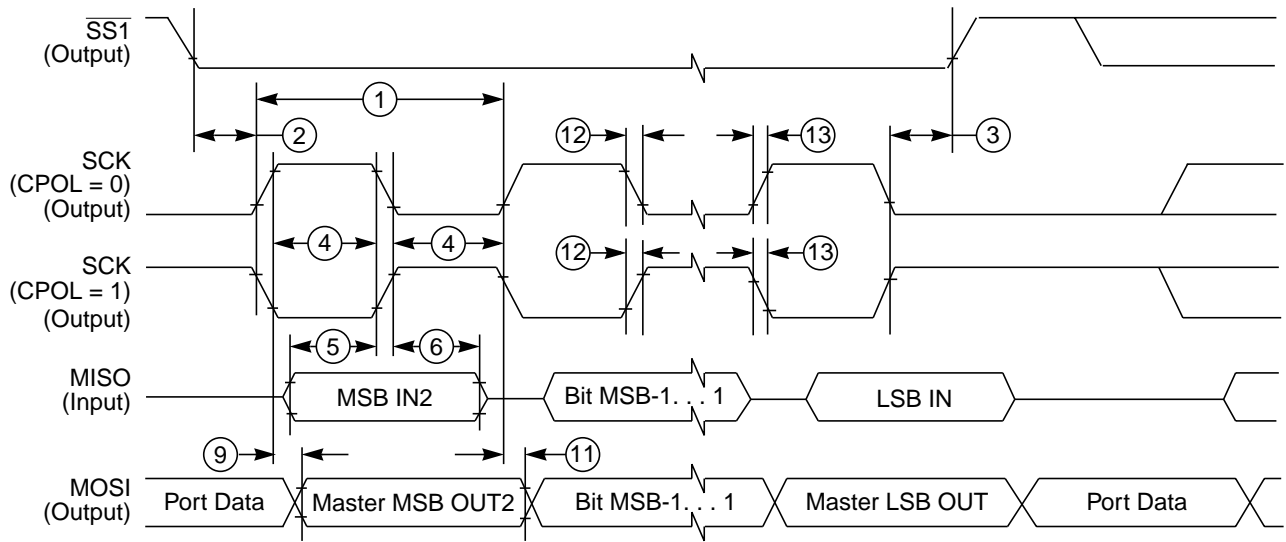 SS1
(Output)
1
2
12
13
3
SCK
(CPOL = 0)
(Output)
4
4
SCK
(CPOL = 1)
(Output)
12
13
5
6
MISO
(Input)
MSB IN2
Bit MSB-1. . . 1
LSB IN
9
11
MOSI
(Output)
Port Data
Master MSB OUT2
Bit MSB-1. . . 1
Master LSB OUT
Port Data